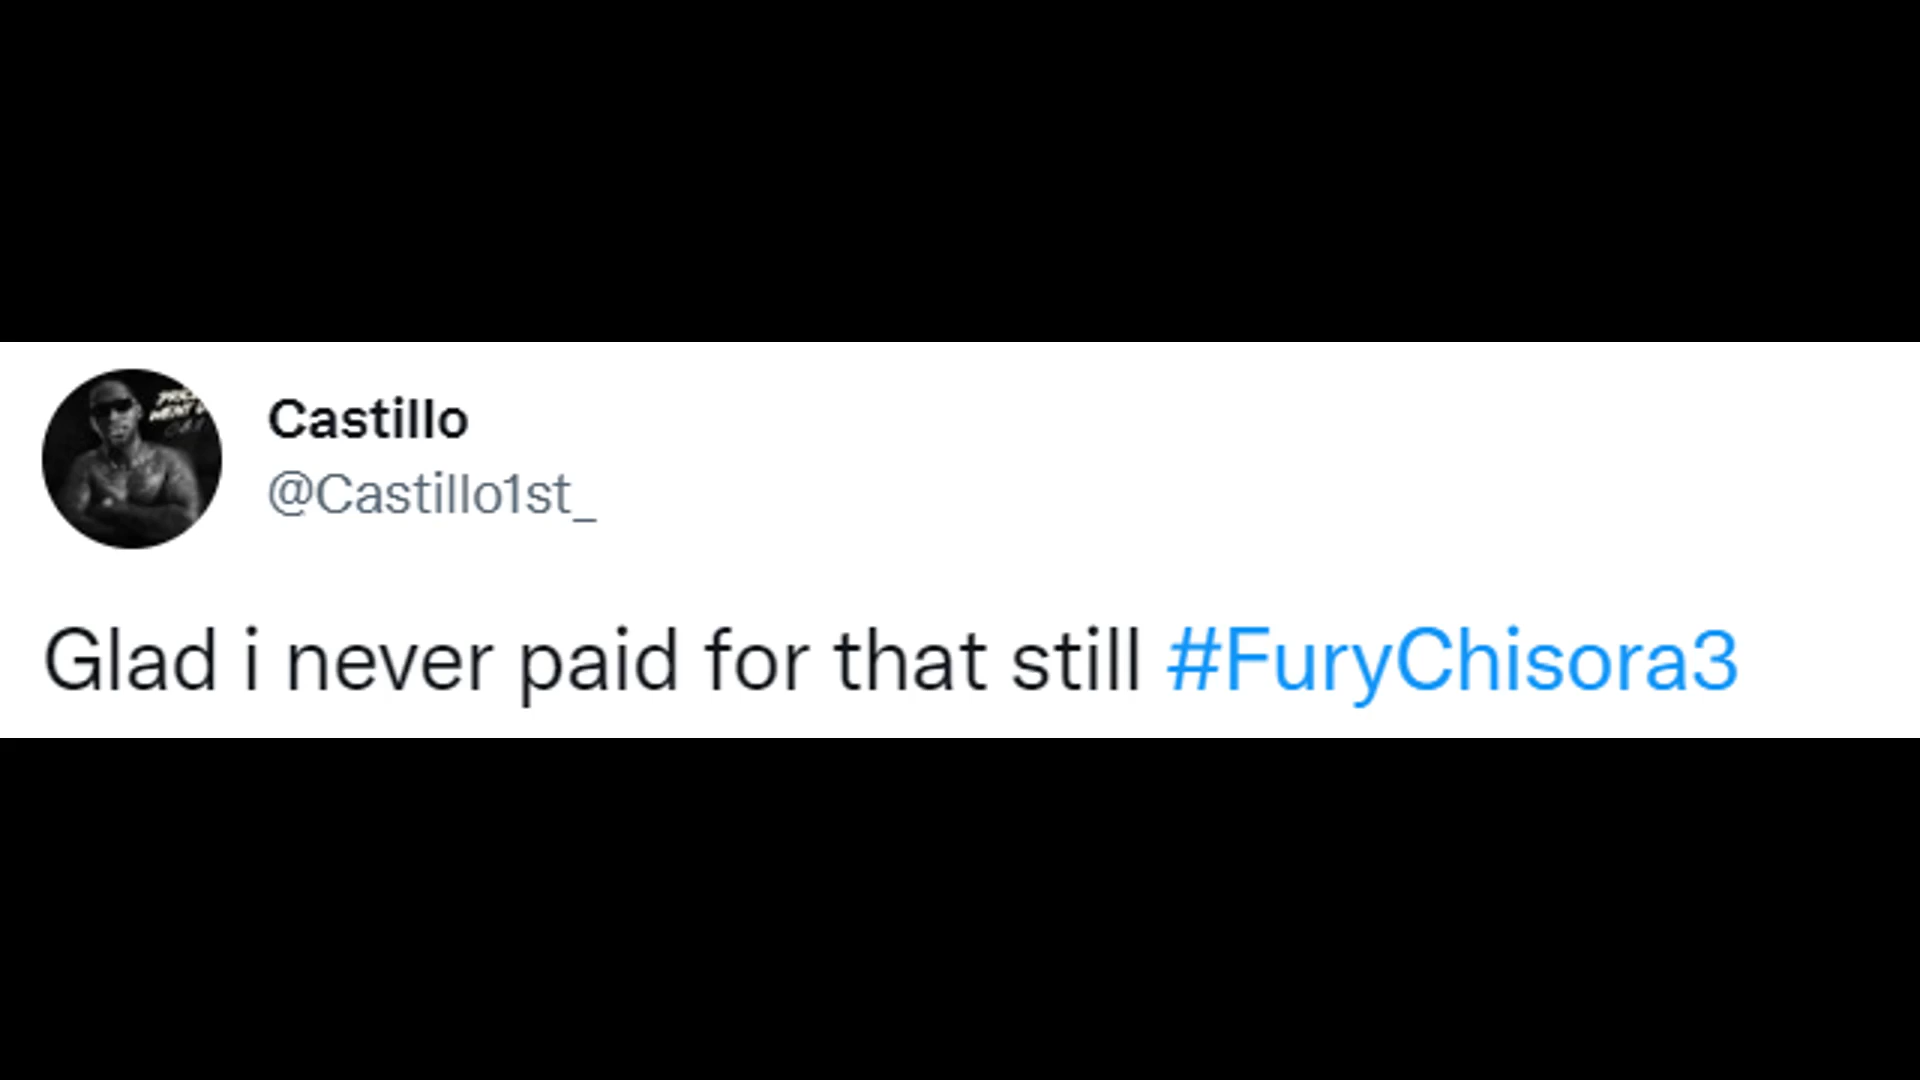 Castillo
@Castillo1st_
Glad i never paid for that still #FuryChisora3